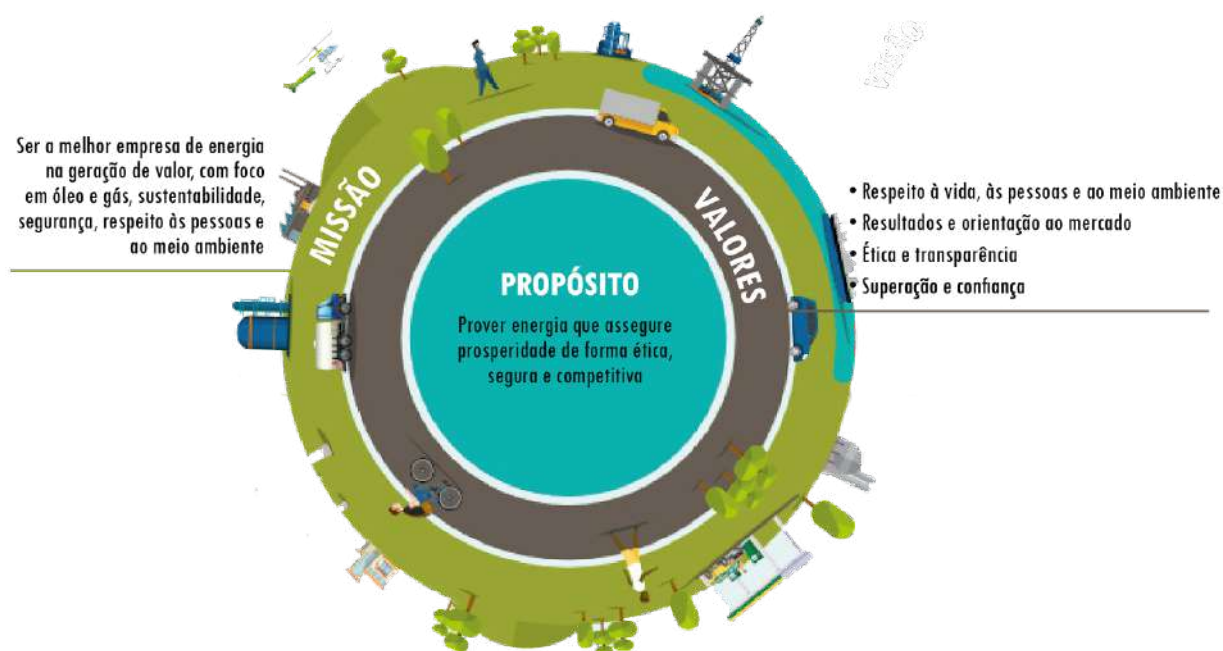 Visão
Ser a melhor empresa de energia
na geração de valor, com foco
em óleo e gás, sustentabilidade,
segurança, respeito às pessoas e
ao meio ambiente
MISSÃO
VALORES
• Respeito à vida, às pessoas e ao meio ambiente
• Resultados e orientação ao mercado
• Ética e transparência
• Superação e confiança
PROPÓSITO
Prover energia que assegure
prosperidade de forma ética,
segura e competitiva